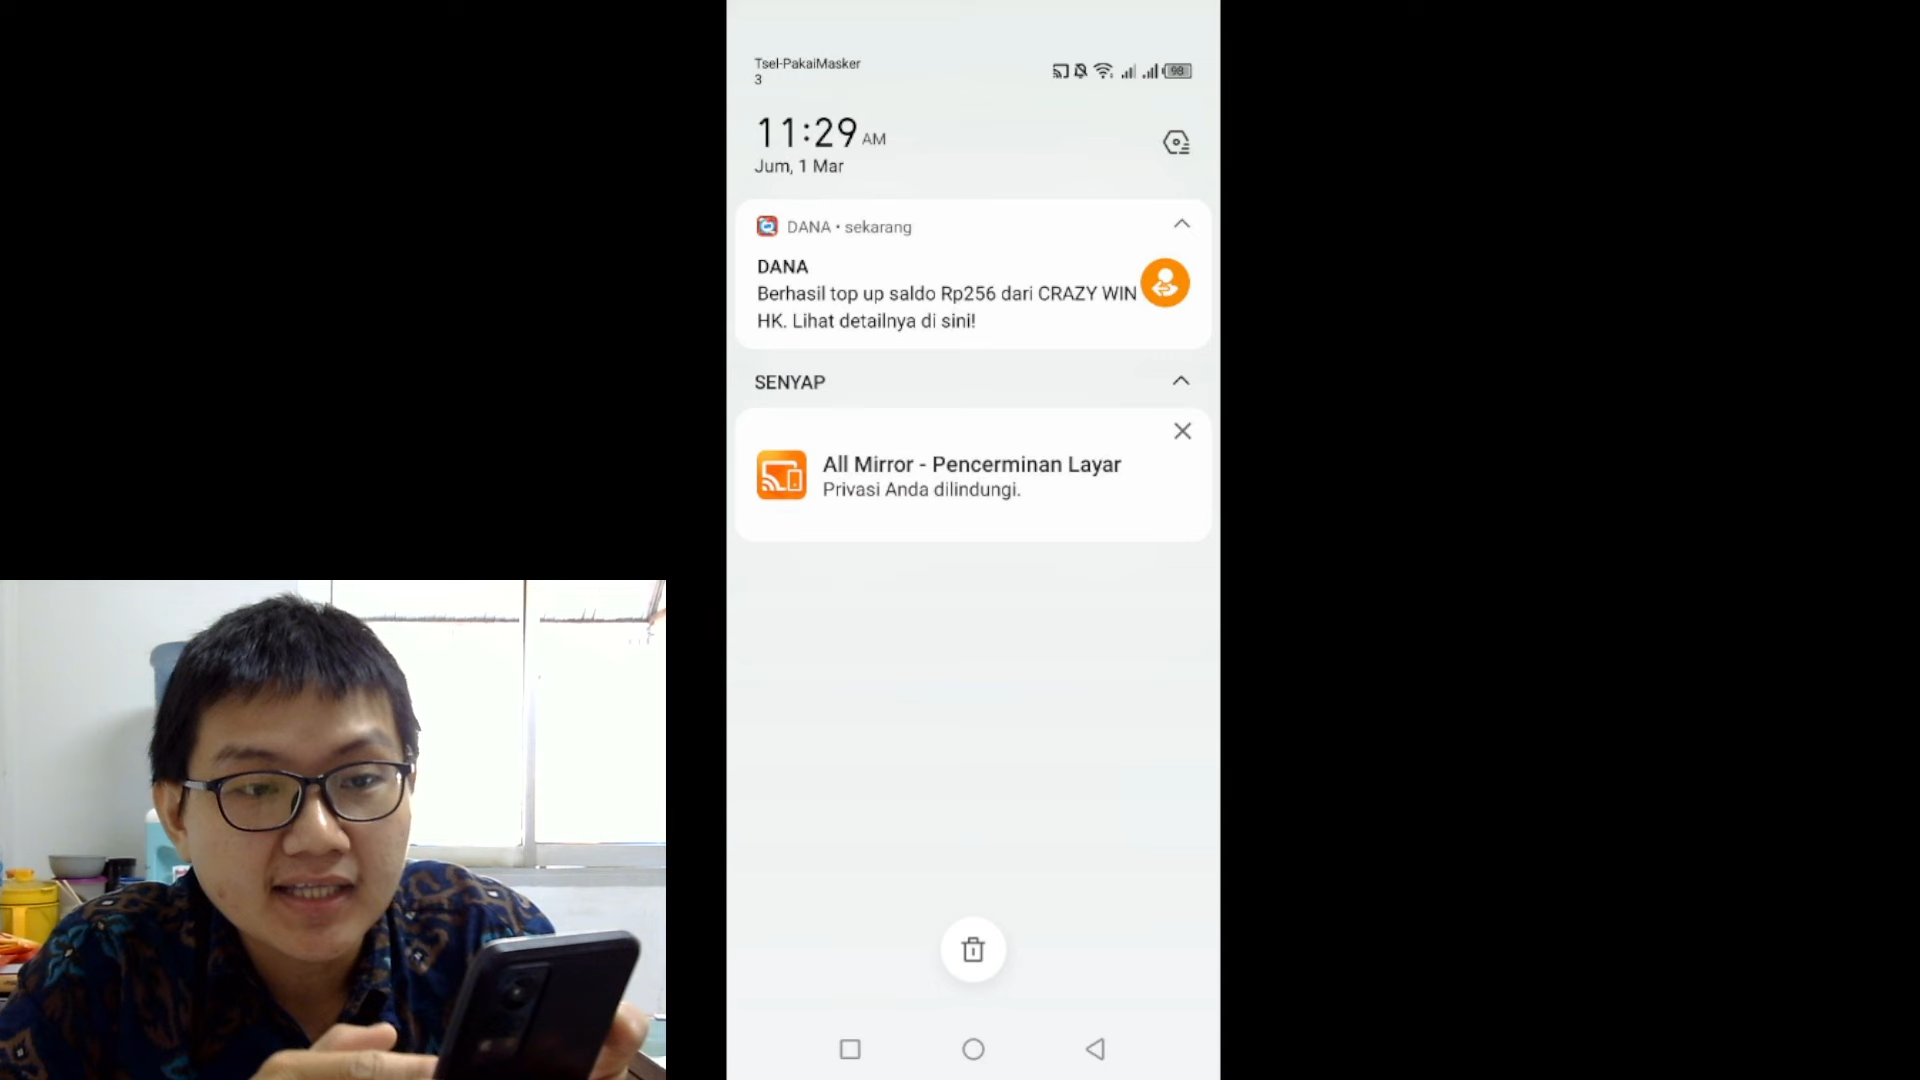 Tsel-PakaiMasker
3
98
11:29 AM
Jum, 1 Mar
DANA • sekarang
DANA
Berhasil top up saldo Rp256 dari CRAZY WIN
HK. Lihat detailnya di sini!
SENYAP
All Mirror - Pencerminan Layar
Privasi Anda dilindungi.